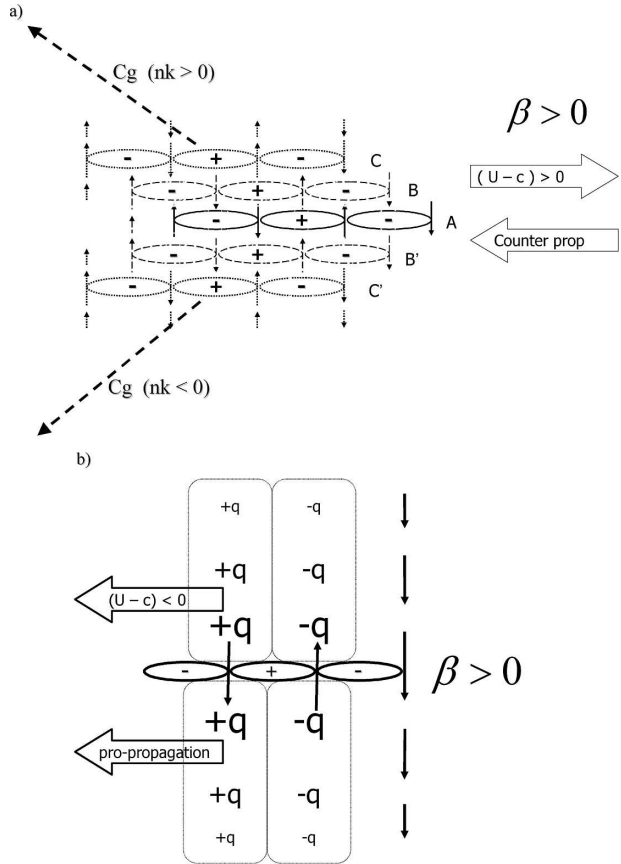 a)
Cg (nk > 0)
β > 0
- + - C
(U – c) > 0
- + - B
- + - A
Counter prop
- + - B'
- + - C'
Cg (nk < 0)
b)
+q -q
+q -q
(U – c) < 0
+q -q
- + -
β > 0
+q -q
pro-propagation
+q -q
+q -q